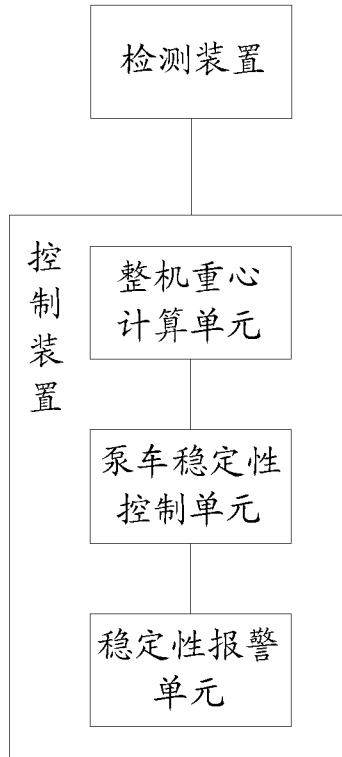 检测装置
控制装置
整机重心
计算单元
泵车稳定性
控制单元
稳定性报警
单元